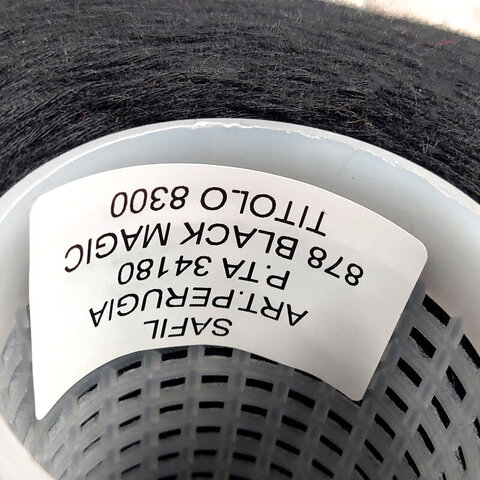 SAFIL
ART.PERUGIA
P.TA 34180
878 BLACK MAGIC
TITOLO 8300